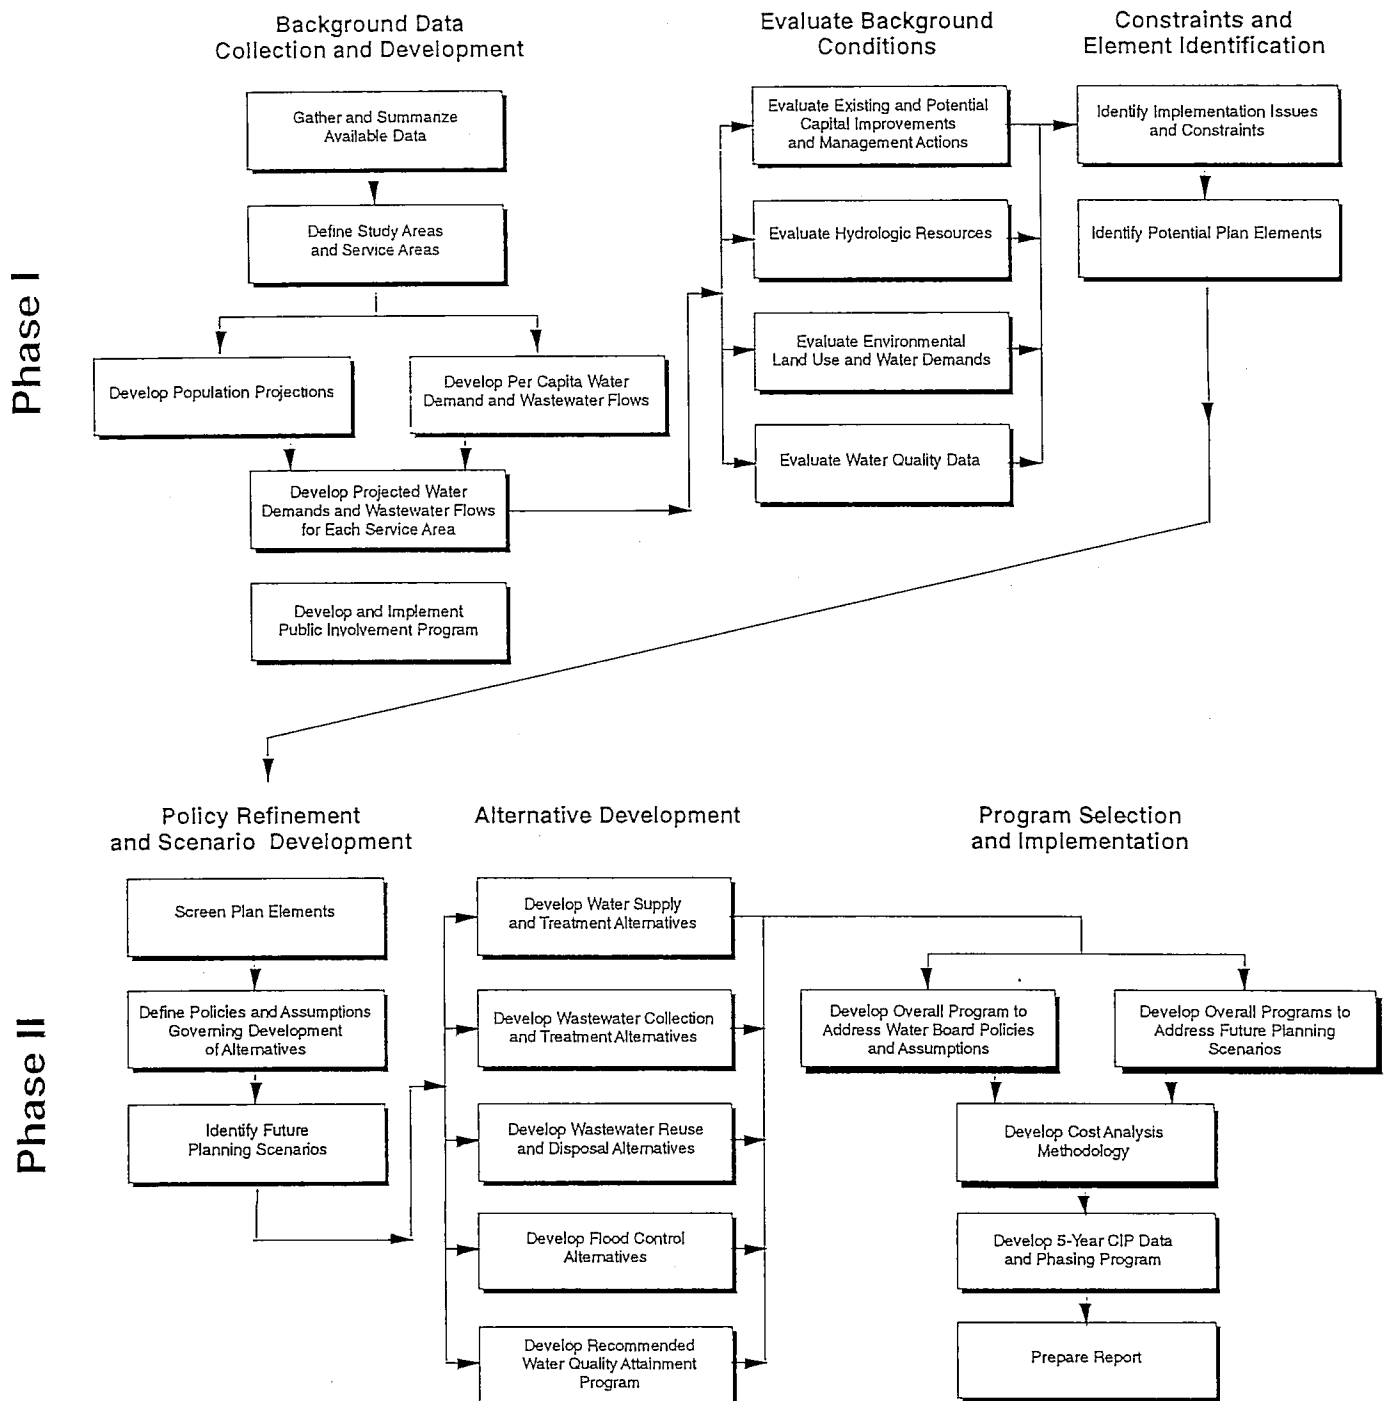 Phase I
Background Data
Collection and Development
Gather and Summarize
Available Data
Define Study Areas
and Service Areas
Develop Population Projections
Develop Per Capita Water
Demand and Wastewater Flows
Develop Projected Water
Demands and Wastewater Flows
for Each Service Area
Develop and Implement
Public Involvement Program
Evaluate Background
Conditions
Evaluate Existing and Potential
Capital Improvements
and Management Actions
Evaluate Hydrologic Resources
Evaluate Environmental
Land Use and Water Demands
Evaluate Water Quality Data
Constraints and
Element Identification
Identify Implementation Issues
and Constraints
Identify Potential Plan Elements
Phase II
Policy Refinement
and Scenario Development
Screen Plan Elements
Define Policies and Assumptions
Governing Development
of Alternatives
Identify Future
Planning Scenarios
Alternative Development
Develop Water Supply
and Treatment Alternatives
Develop Wastewater Collection
and Treatment Alternatives
Develop Wastewater Reuse
and Disposal Alternatives
Develop Flood Control
Alternatives
Develop Recommended
Water Quality Attainment
Program
Program Selection
and Implementation
Develop Overall Program to
Address Water Board Policies
and Assumptions
Develop Overall Programs to
Address Future Planning
Scenarios
Develop Cost Analysis
Methodology
Develop 5-Year CIP Data
and Phasing Program
Prepare Report